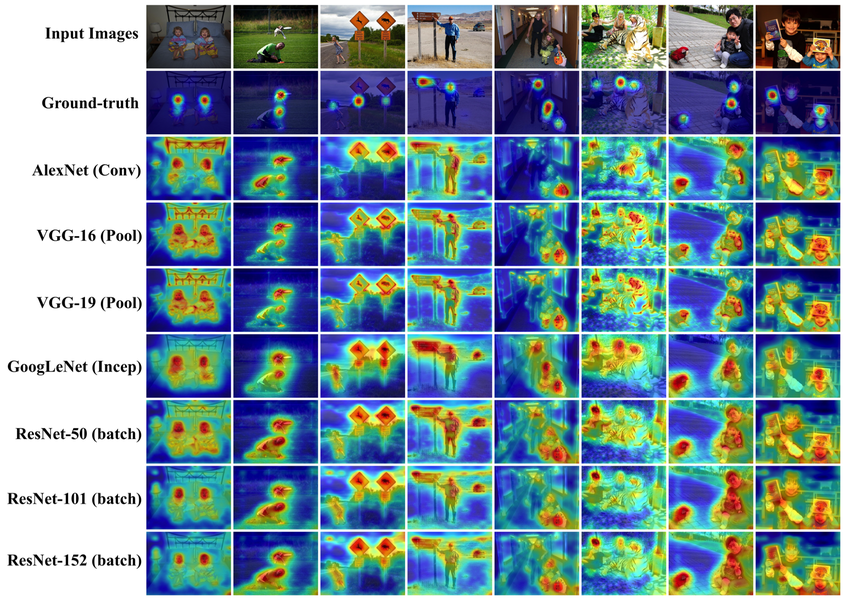 Input Images
Ground-truth
AlexNet (Conv)
VGG-16 (Pool)
VGG-19 (Pool)
GoogLeNet (Incep)
ResNet-50 (batch)
ResNet-101 (batch)
ResNet-152 (batch)